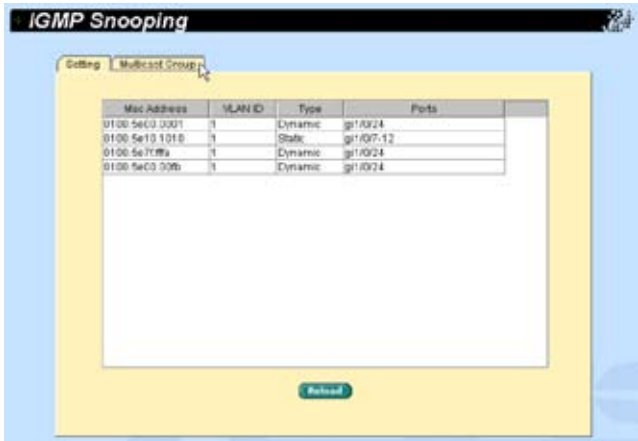 IGMP Snooping
Setting Multicast Group
Mac Address VLAN ID Type Ports
0100.5e00.0001 1 Dynamic gi1/0/24
0100.5e10.1010 1 Static gi1/0/7-12
0100.5e7f.fffa 1 Dynamic gi1/0/24
0100.5e00.00fb 1 Dynamic gi1/0/24
Reload